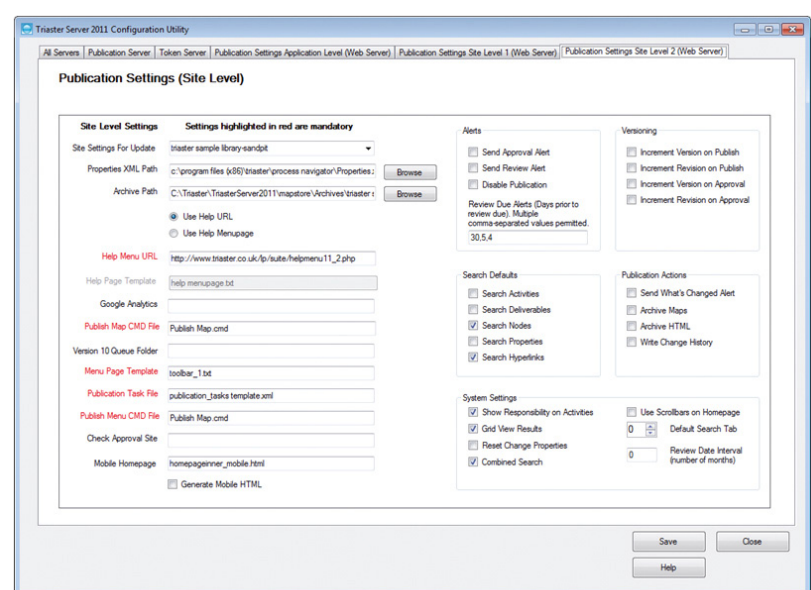 Triaster Server 2011 Configuration Utility
All Servers Publication Server Token Server Publication Settings Application Level (Web Server) Publication Settings Site Level 1 (Web Server) Publication Settings Site Level 2 (Web Server)
Publication Settings (Site Level)
Site Level Settings Settings highlighted in red are mandatory
Site Settings For Update triaster sample library-sandpit
Properties XML Path c:\program files (x86)\triaster\process navigator\Properties.
Browse
Archive Path C:\Triaster\TriasterServer2011\mapstore\Archives\triaster
Browse
Use Help URL
Use Help Menupage
Help Menu URL http://www.triaster.co.uk/lp/suite/helpmenu11_2.php
Help Page Template help menupage.txt
Google Analytics
Publish Map CMD File Publish Map.cmd
Version 10 Queue Folder
Menu Page Template toolbar_1.txt
Publication Task File publication_tasks template.xml
Publish Menu CMD File Publish Map.cmd
Check Approval Site
Mobile Homepage homepageinner_mobile.html
Generate Mobile HTML
Alerts
Send Approval Alert
Send Review Alert
Disable Publication
Review Due Alerts (Days prior to
review due). Multiple
comma-separated values permitted.
30,5,4
Versioning
Increment Version on Publish
Increment Revision on Publish
Increment Version on Approval
Increment Revision on Approval
Search Defaults
Search Activities
Search Deliverables
Search Nodes
Search Properties
Search Hyperlinks
Publication Actions
Send What's Changed Alert
Archive Maps
Archive HTML
Write Change History
System Settings
Show Responsibility on Activities
Grid View Results
Reset Change Properties
Combined Search
Use Scrollbars on Homepage
0 Default Search Tab
0 Review Date Interval
(number of months)
Save Close
Help